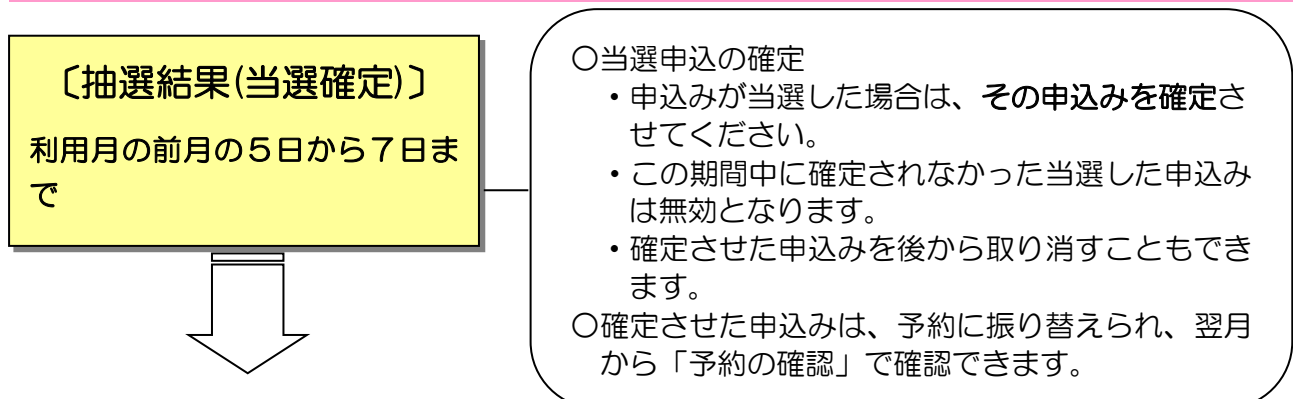 〔抽選結果(当選確定)〕
利用月の前月の５日から７日ま
で
〇当選申込の確定
・申込みが当選した場合は、その申込みを確定さ
せてください。
・この期間中に確定されなかった当選した申込み
は無効となります。
・確定させた申込みを後から取り消すこともでき
ます。
〇確定させた申込みは、予約に振り替えられ、翌月
から「予約の確認」で確認できます。